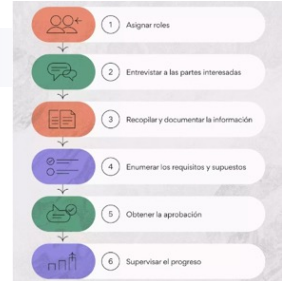 1 Asignar roles
2 Entrevistar a las partes interesadas
3 Recopilar y documentar la información
4 Enumerar los requisitos y supuestos
5 Obtener la aprobación
6 Supervisar el progreso